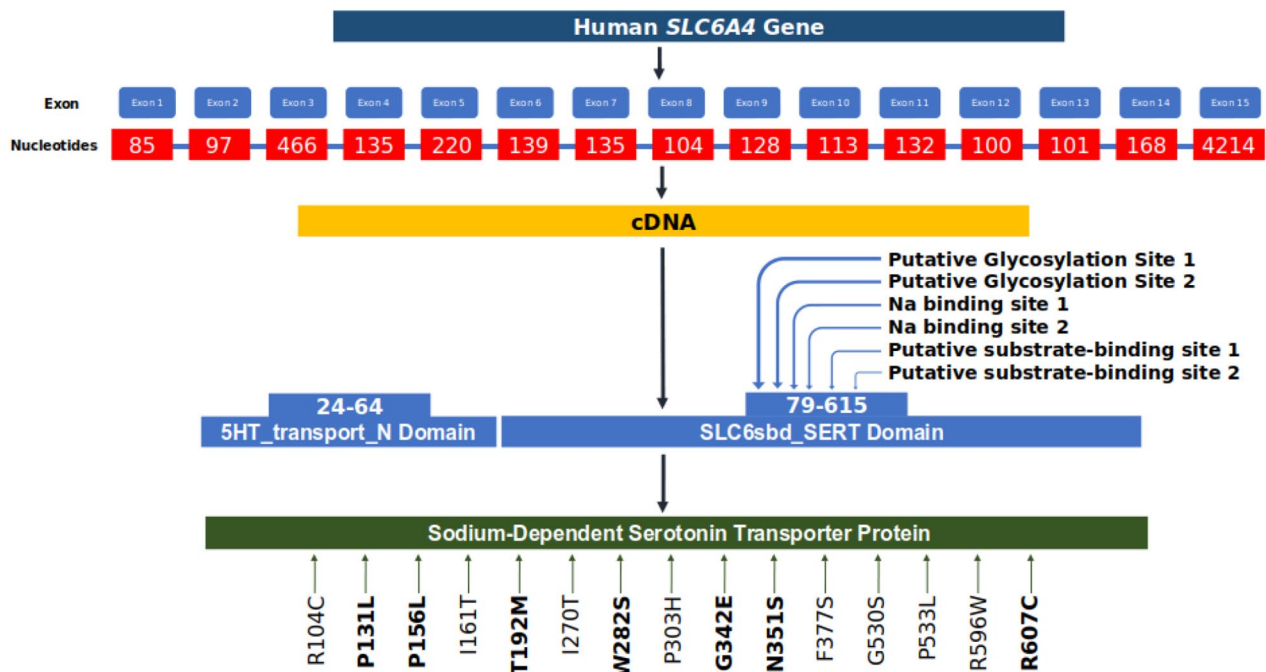 Human SLC6A4 Gene
Exon
Exon 1 Exon 2 Exon 3 Exon 4 Exon 5 Exon 6 Exon 7 Exon 8 Exon 9 Exon 10 Exon 11 Exon 12 Exon 13 Exon 14 Exon 15
Nucleotides
85 97 466 135 220 139 135 104 128 113 132 100 101 168 4214
cDNA
Putative Glycosylation Site 1
Putative Glycosylation Site 2
Na binding site 1
Na binding site 2
Putative substrate-binding site 1
Putative substrate-binding site 2
24-64
79-615
5HT_transport_N Domain
SLC6sbd_SERT Domain
Sodium-Dependent Serotonin Transporter Protein
R104C
P131L
P156L
I161T
T192M
I270T
W282S
P303H
G342E
N351S
F377S
G530S
P533L
R596W
R607C